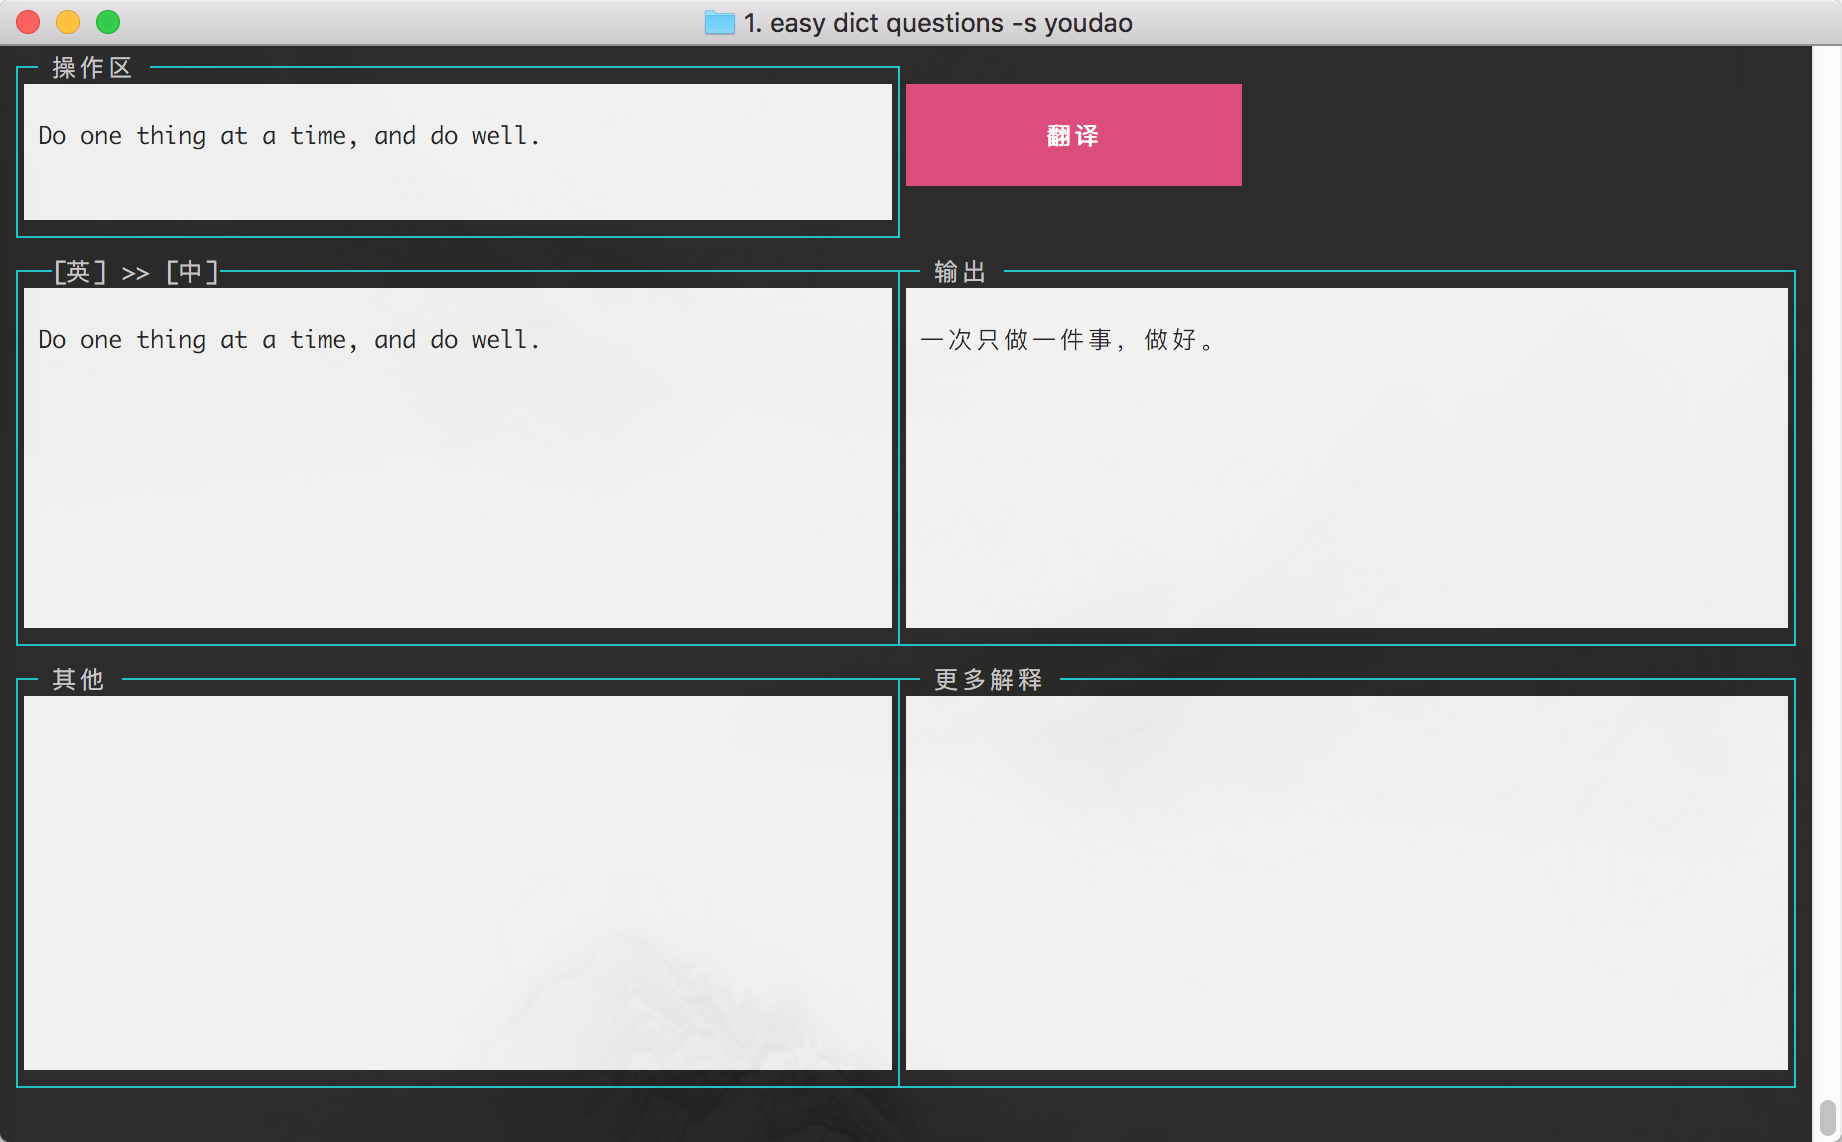 1. easy dict questions -s youdao
操作区
Do one thing at a time, and do well.
翻译
[英] >> [中]
Do one thing at a time, and do well.
输出
一次只做一件事，做好。
其他
更多解释